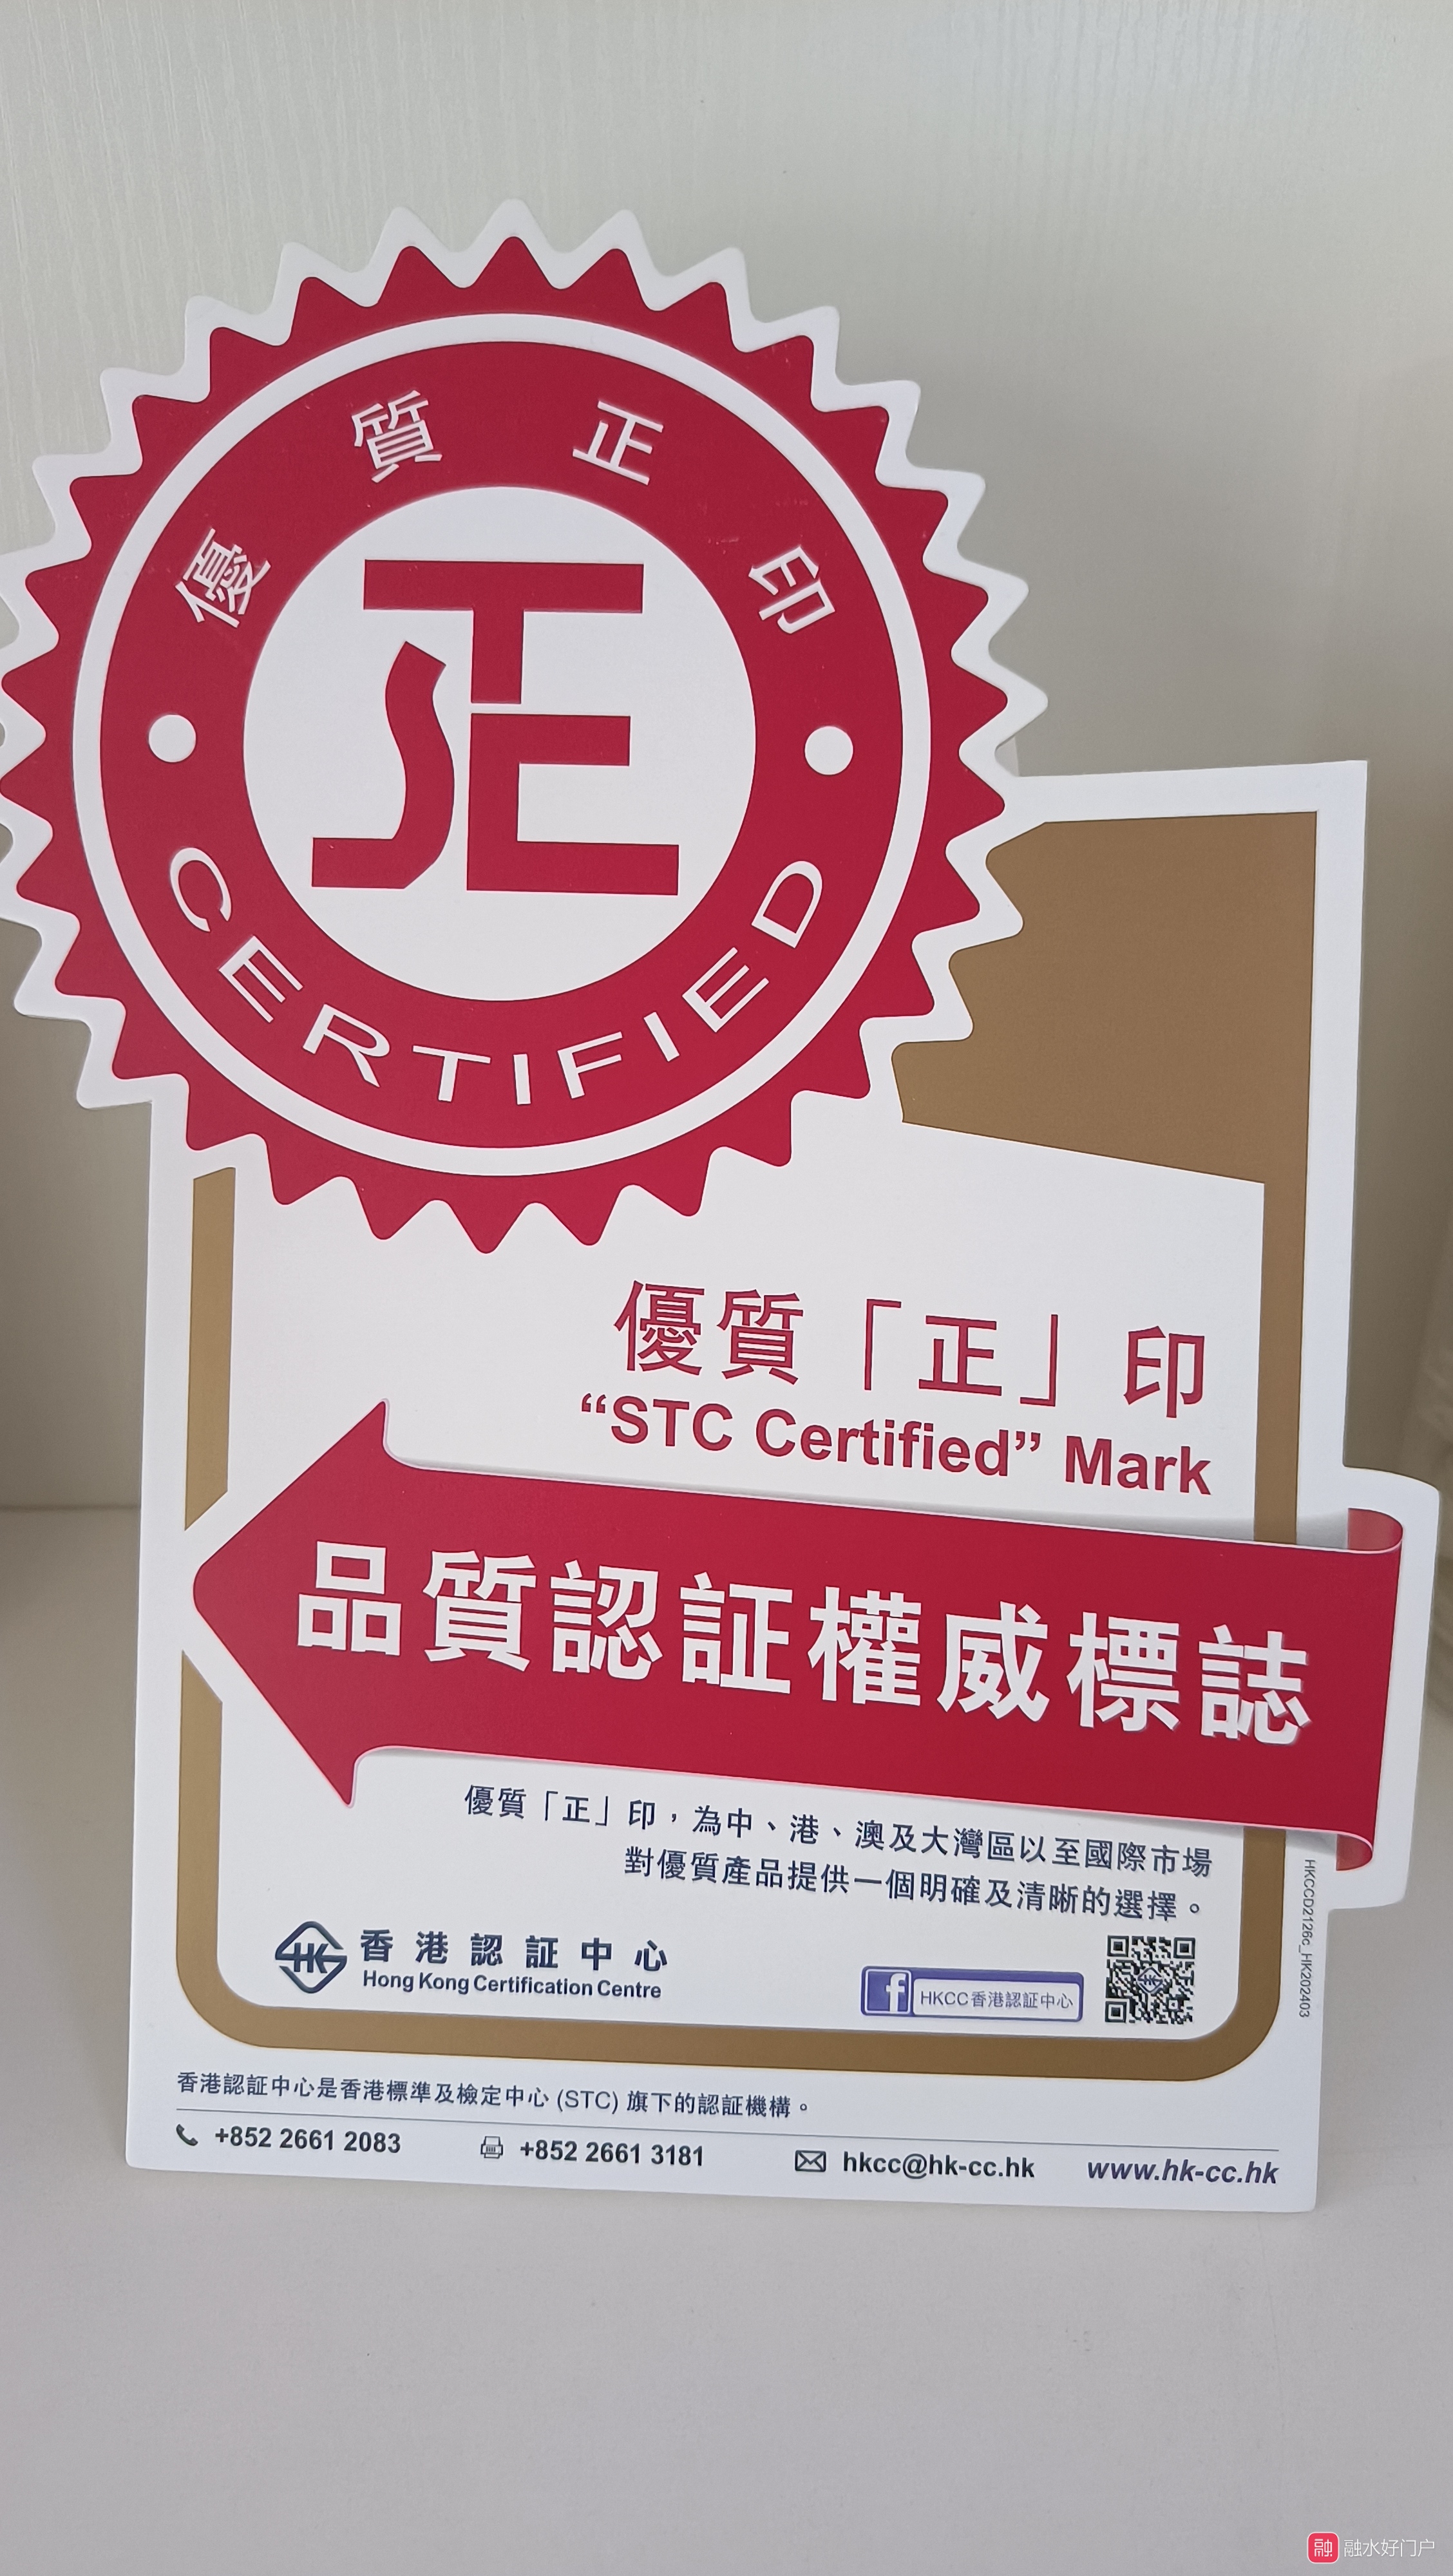 優質正印
CERTIFIED
優質「正」印
“STC Certified” Mark
品質認証權威標誌
優質「正」印，為中、港、澳及大灣區以至國際市場
對優質產品提供一個明確及清晰的選擇。
香港認証中心
Hong Kong Certification Centre
f HKCC香港認証中心
HKCCD2126c_HK202403
香港認証中心是香港標準及檢定中心 (STC) 旗下的認証機構。
+852 2661 2083 +852 2661 3181 hkcc@hk-cc.hk www.hk-cc.hk
融 融水好门户